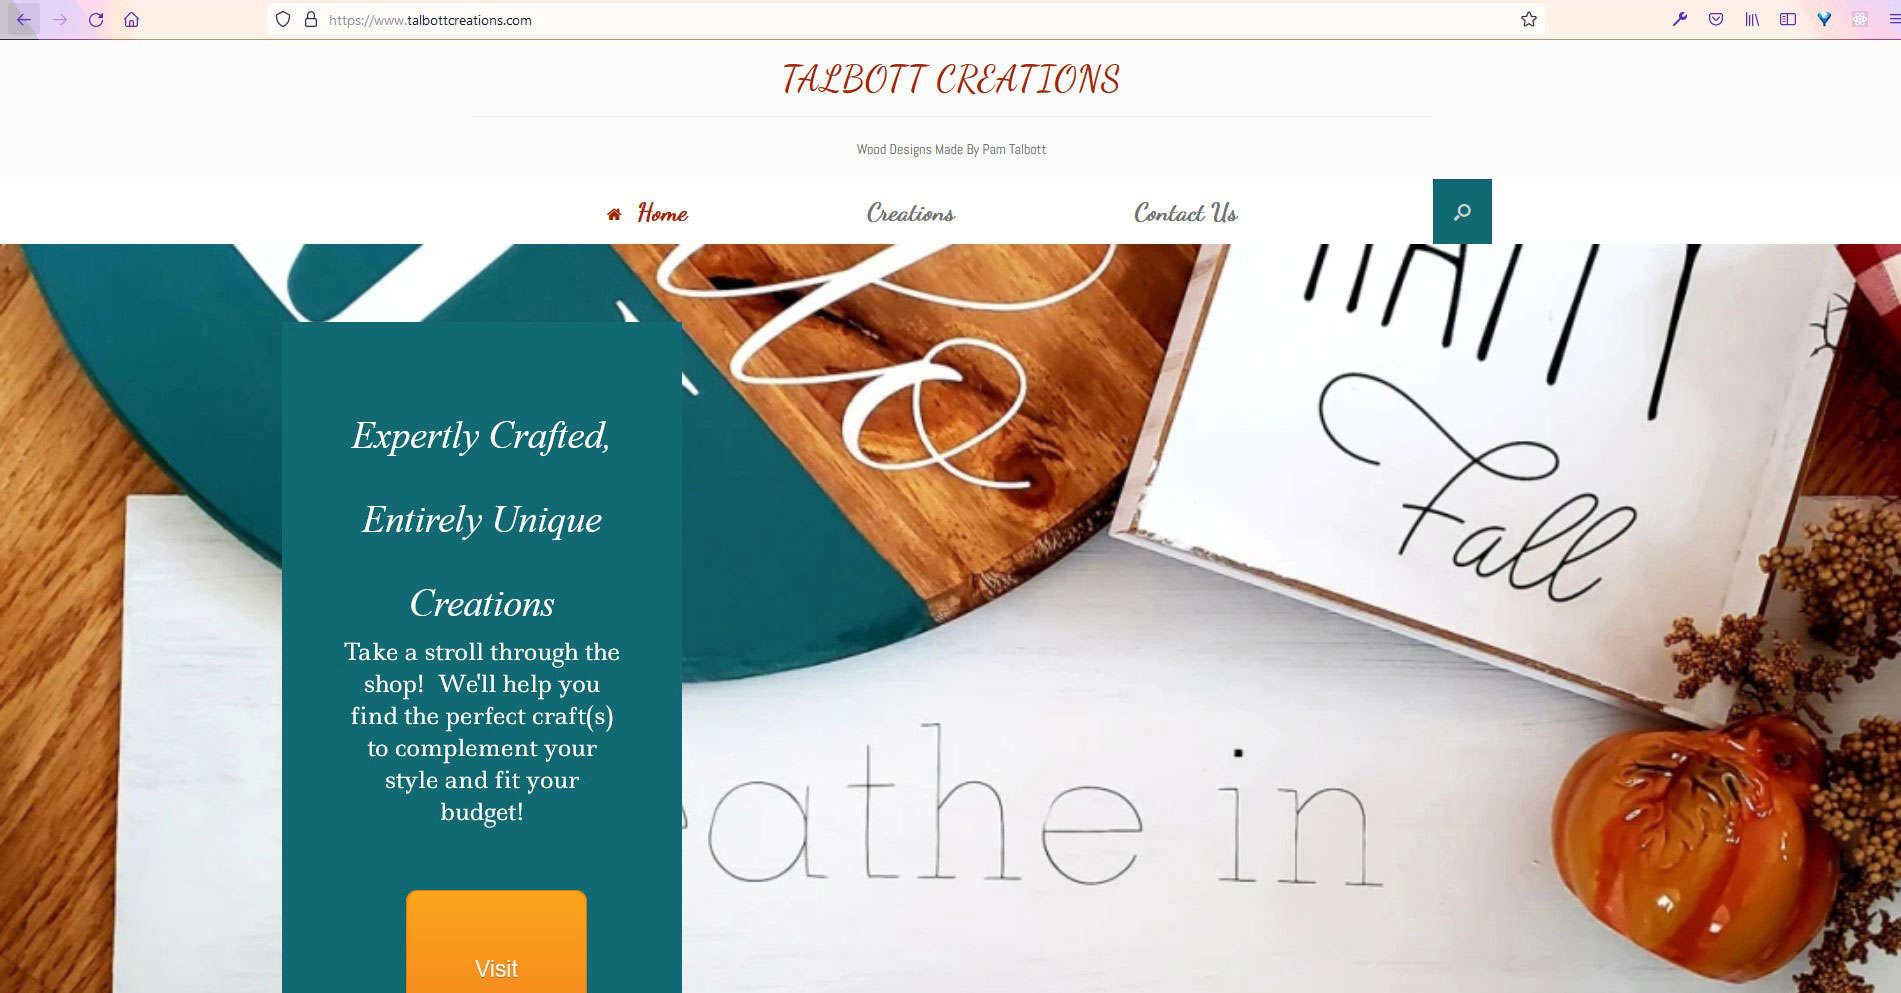 https://www.talbottcreations.com
TALBOTT CREATIONS
Wood Designs Made By Pam Talbott
Home
Creations
Contact Us
Expertly Crafted,
Entirely Unique
Creations
Take a stroll through the
shop! We'll help you
find the perfect craft(s)
to complement your
style and fit your
budget!
Visit
Fall
athe in